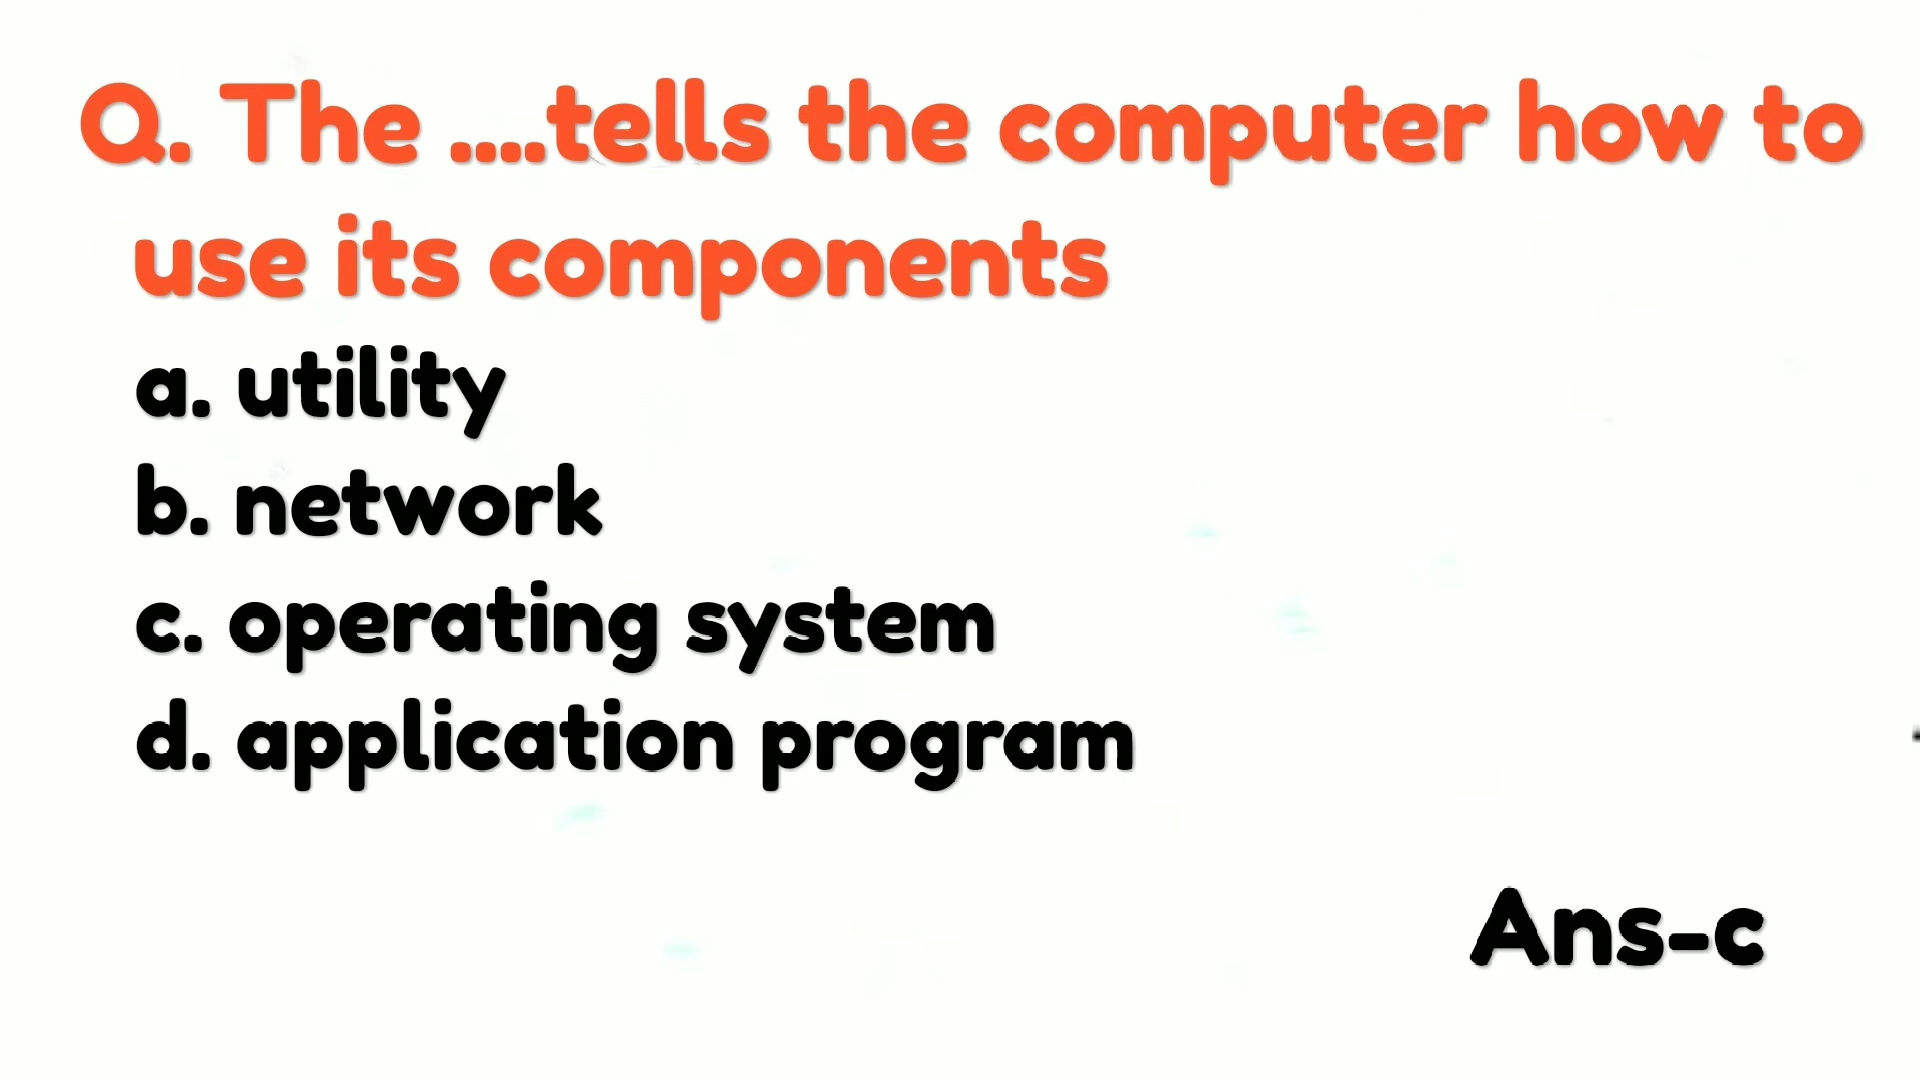 Q. The ....tells the computer how to
use its components
a. utility
b. network
c. operating system
d. application program
Ans-c